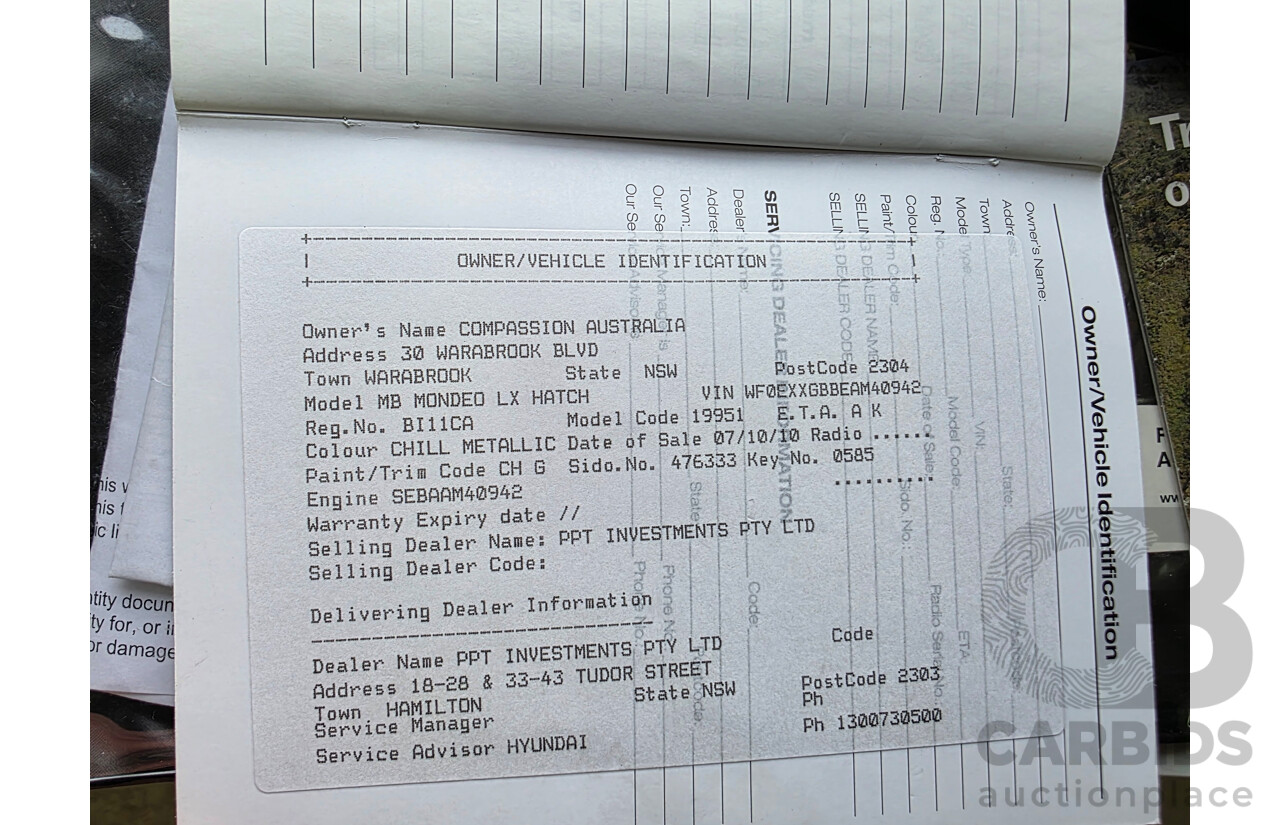 OWNER/VEHICLE IDENTIFICATION
Owner's Name COMPASSION AUSTRALIA
Address 30 WARABROOK BLVD
Town WARABROOK State NSW PostCode 2304
Model MB MONDEO LX HATCH VIN WF0EXXGBBEAM40942
Reg.No. BI11CA Model Code 19951 E.T.A. A K
Colour CHILL METALLIC Date of Sale 07/10/10 Radio ......
Paint/Trim Code CH G Sido.No. 476333 Key No. 0585
Engine SEBAAM40942 ..........
Warranty Expiry date //
Selling Dealer Name: PPT INVESTMENTS PTY LTD
Selling Dealer Code:
Delivering Dealer Information
Dealer Name PPT INVESTMENTS PTY LTD Code
Address 18-28 & 33-43 TUDOR STREET
Town HAMILTON State NSW PostCode 2303
Service Manager Ph
Service Advisor HYUNDAI Ph 1300730500
Owner/Vehicle Identification
Owner's Name:
Address:
Town State:
Model Type VIN:
Reg. No.: Model Code: ETA:
Colour Date of Sale: Radio Serial No.
Paint/Trim Code: Sido. No.:
SELLING DEALER NAME
SELLING DEALER CODE
SERVICING DEALER INFORMATION
Dealer Name: Code:
Address
Town: State:
Our Service Manager is Phone No.
Our Service Advisor is Phone No.:
tity docum
ty for, or i
or damage
CARBIDS
auctionplace